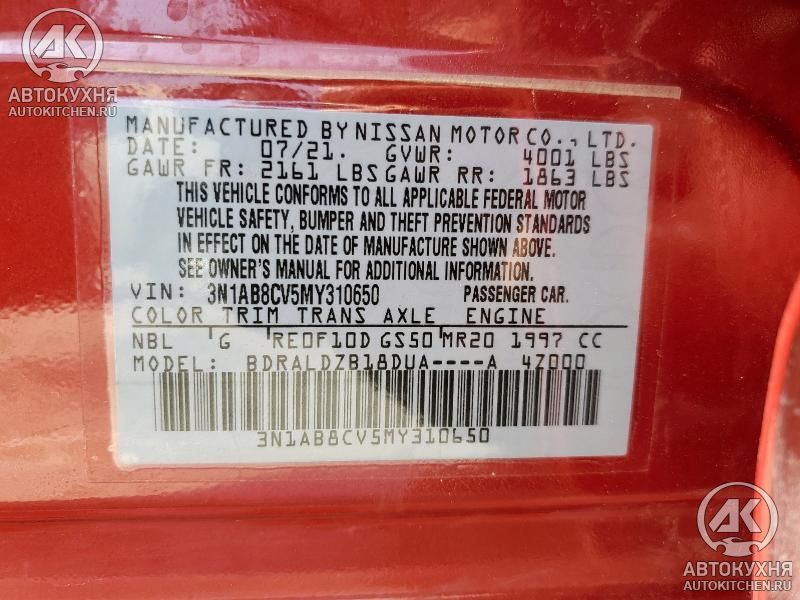 АК
АВТОКУХНЯ
AUTOKITCHEN.RU
MANUFACTURED BY NISSAN MOTOR CO., LTD.
DATE: 07/21. GVWR: 4001 LBS
GAWR FR: 2161 LBS GAWR RR: 1863 LBS
THIS VEHICLE CONFORMS TO ALL APPLICABLE FEDERAL MOTOR
VEHICLE SAFETY, BUMPER AND THEFT PREVENTION STANDARDS
IN EFFECT ON THE DATE OF MANUFACTURE SHOWN ABOVE.
SEE OWNER'S MANUAL FOR ADDITIONAL INFORMATION.
VIN: 3N1AB8CV5MY310650 PASSENGER CAR.
COLOR TRIM TRANS AXLE ENGINE
NBL G RE0F10D GS50 MR20 1997 CC
MODEL: BDRALDZB18DUA----A 4Z000
3N1AB8CV5MY310650
АК
АВТОКУХНЯ
AUTOKITCHEN.RU